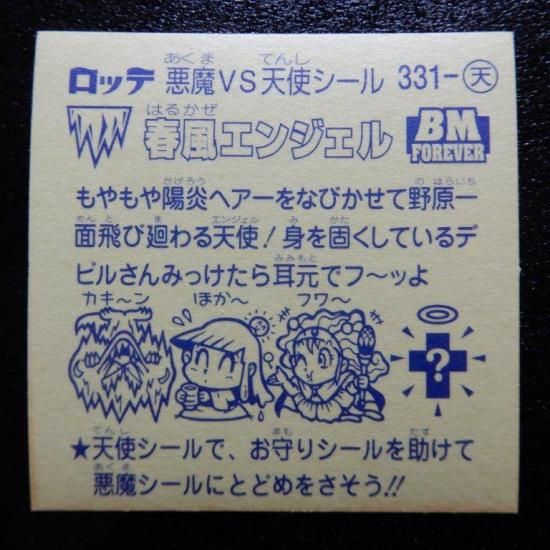 ロッテ 悪魔VS天使シール 331-天
春風エンジェル BM FOREVER
もやもや陽炎ヘアーをなびかせて野原一
面飛び廻わる天使!身を固くしているデ
ビルさんみっけたら耳元でフ〜ッよ
カキ〜ン ほか〜 フワ〜
?
★天使シールで、お守りシールを助けて
悪魔シールにとどめをさそう!!